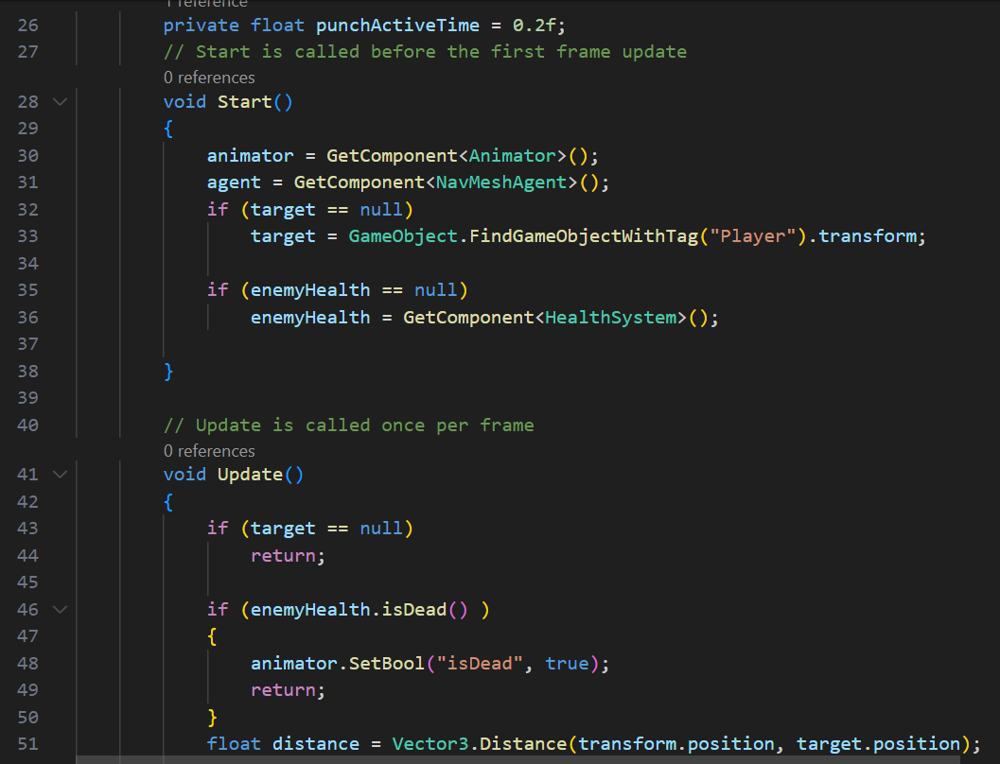 1 reference
26 private float punchActiveTime = 0.2f;
27 // Start is called before the first frame update
0 references
28 void Start()
29 {
30 animator = GetComponent<Animator>();
31 agent = GetComponent<NavMeshAgent>();
32 if (target == null)
33 target = GameObject.FindGameObjectWithTag("Player").transform;
34
35 if (enemyHealth == null)
36 enemyHealth = GetComponent<HealthSystem>();
37
38 }
39
40 // Update is called once per frame
0 references
41 void Update()
42 {
43 if (target == null)
44 return;
45
46 if (enemyHealth.isDead() )
47 {
48 animator.SetBool("isDead", true);
49 return;
50 }
51 float distance = Vector3.Distance(transform.position, target.position);